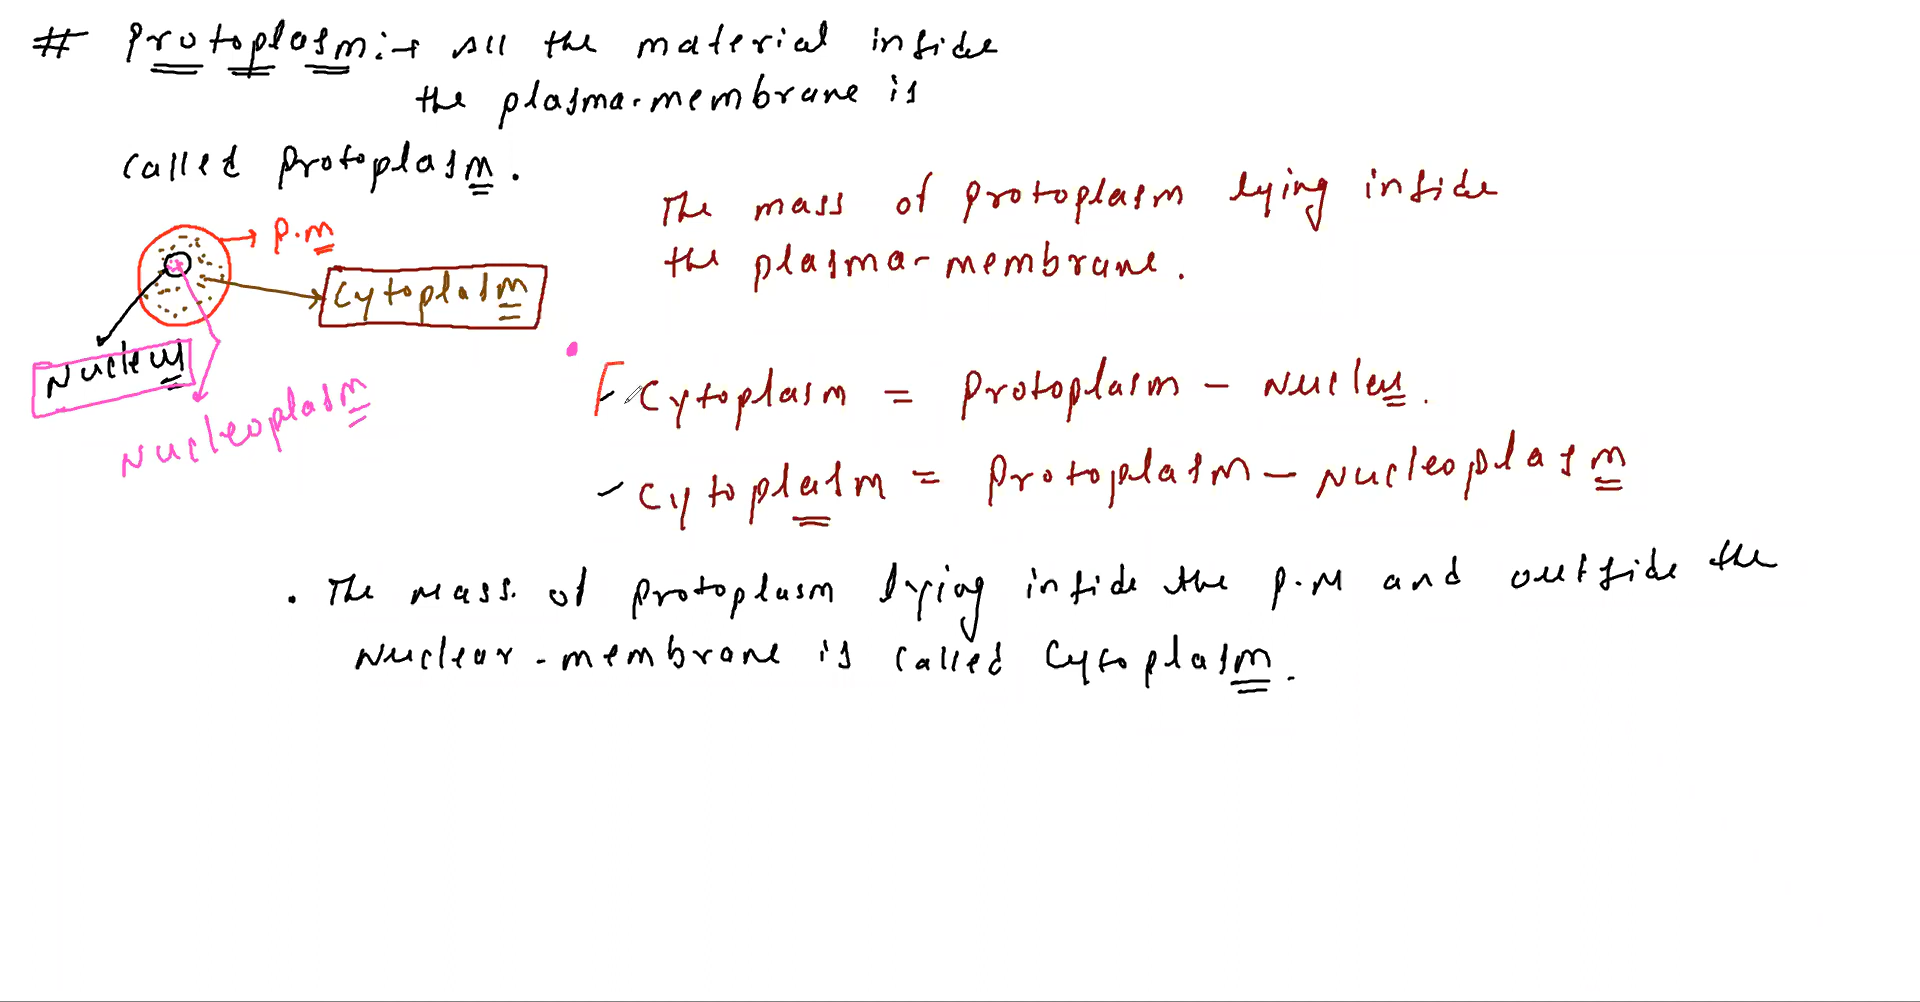 # Protoplasm:→ All the material inside
the plasma-membrane is
called protoplasm.
→ P.m
Cytoplasm
Nucleus
Nucleoplasm
The mass of protoplasm lying inside
the plasma-membrane.
Cytoplasm = Protoplasm - Nucleus.
- Cytoplasm = Protoplasm - Nucleoplasm
. The mass. of protoplasm lying inside the P.M and outside the
Nuclear-membrane is called Cytoplasm.